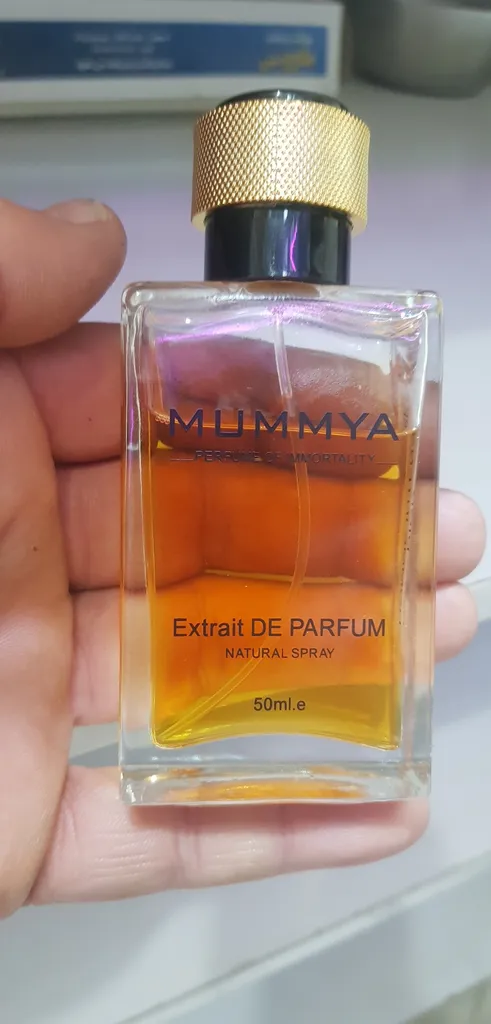 MUMMYA
PERFUME OF IMMORTALITY
Extrait DE PARFUM
NATURAL SPRAY
50ml.e